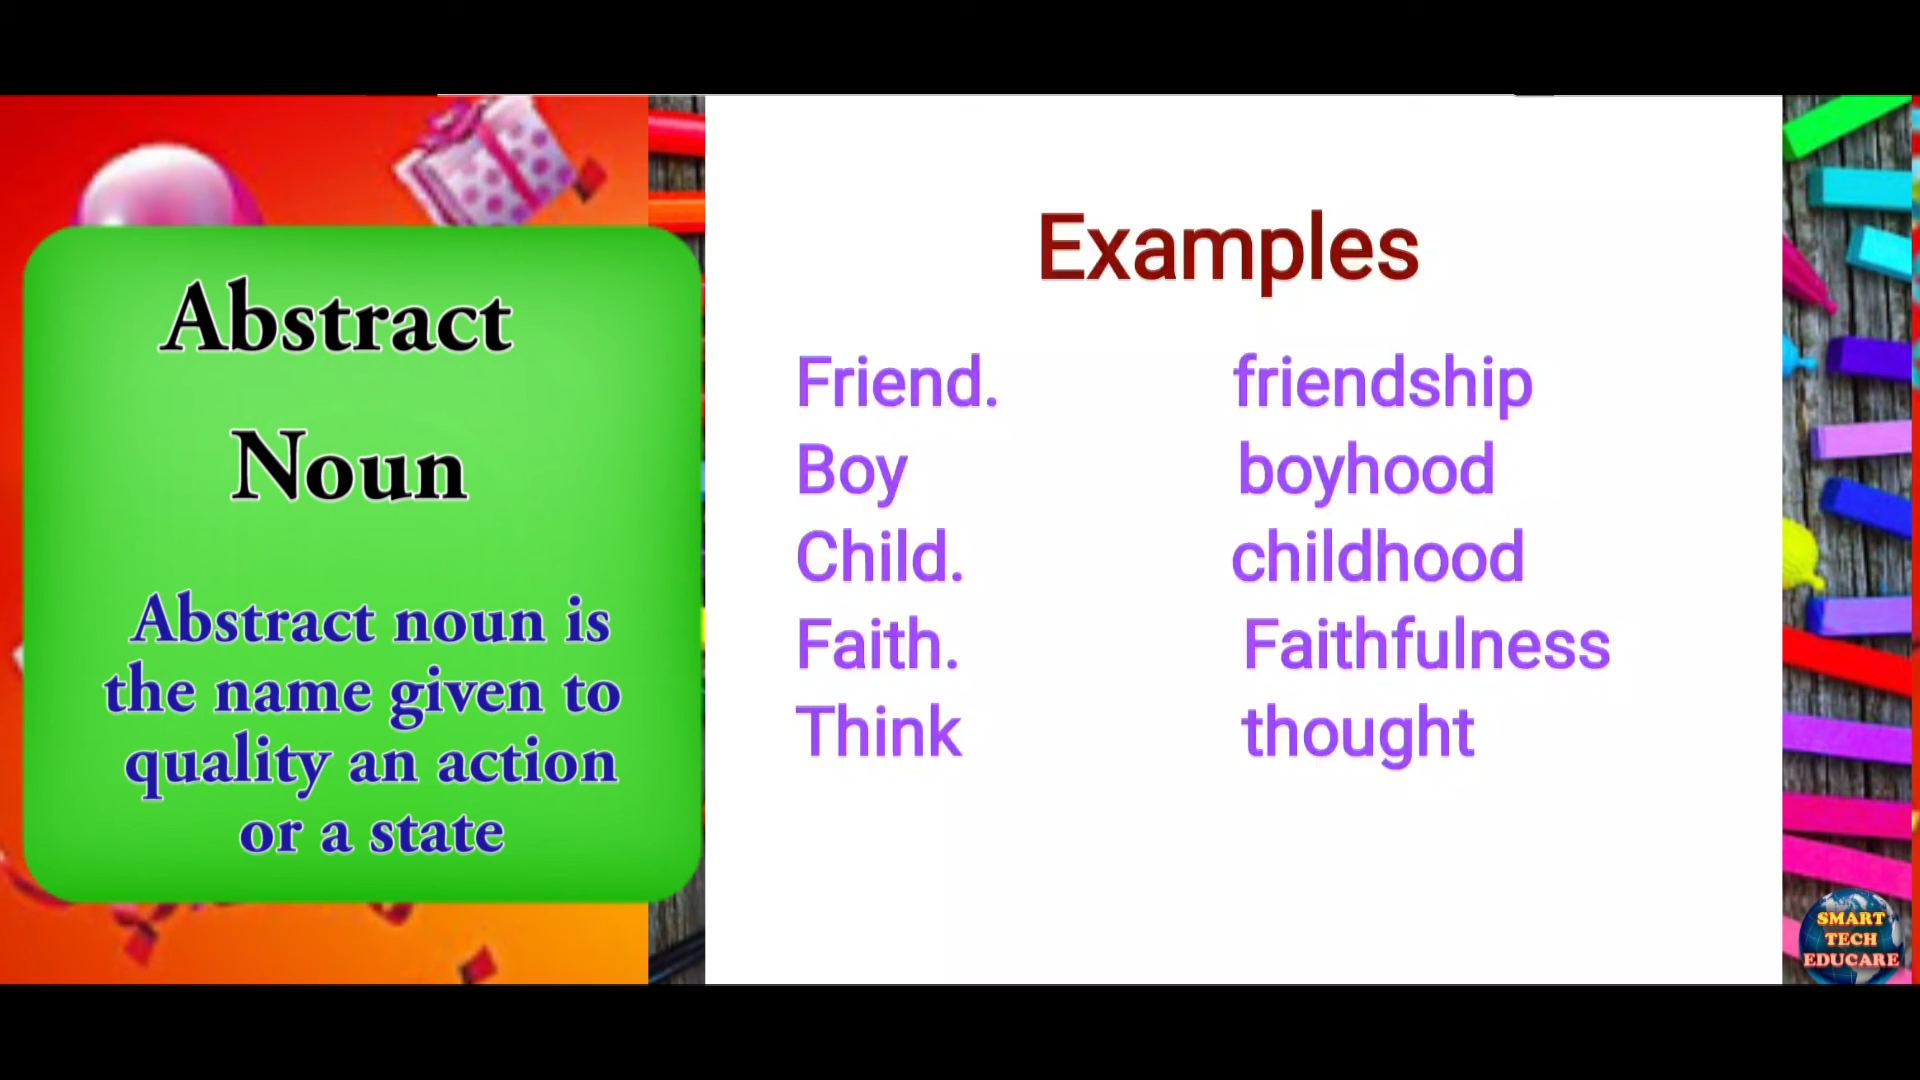 Abstract
Noun
Abstract noun is
the name given to
quality an action
or a state
Examples
Friend. friendship
Boy boyhood
Child. childhood
Faith. Faithfulness
Think thought
SMART
TECH
EDUCARE